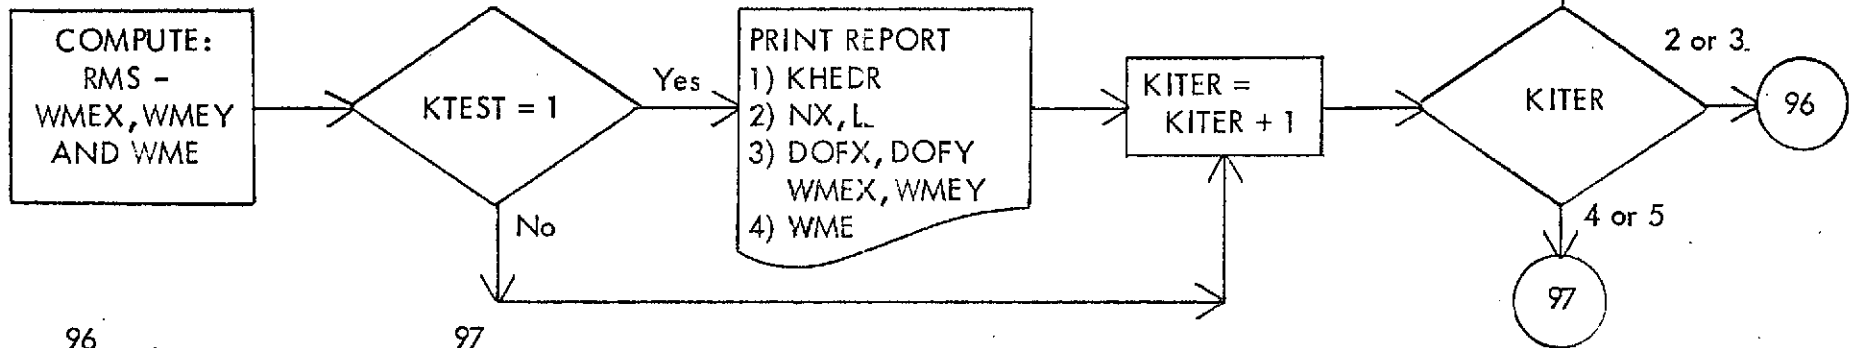 COMPUTE:
RMS -
WMEX, WMEY
AND WME
KTEST = 1
Yes
No
PRINT REPORT
1) KHEDR
2) NX, L
3) DOFX, DOFY
WMEX, WMEY
4) WME
KITER =
KITER + 1
KITER
2 or 3
96
4 or 5
97
96
97